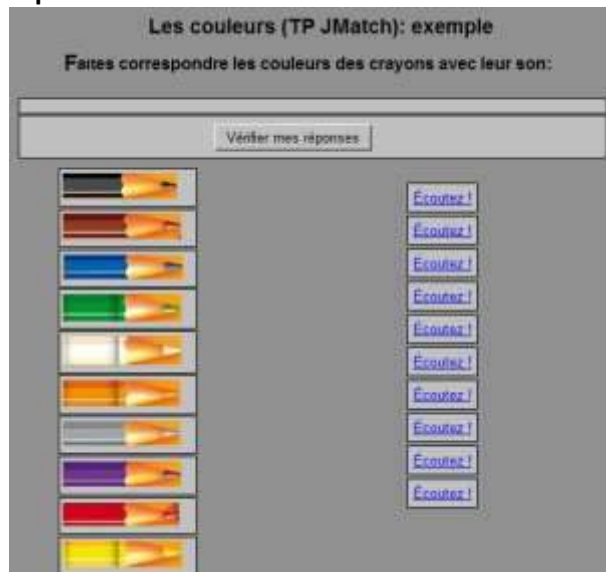 Les couleurs (TP JMatch): exemple
Faites correspondre les couleurs des crayons avec leur son:
Vérifier mes réponses
Écoutez !
Écoutez !
Écoutez !
Écoutez !
Écoutez !
Écoutez !
Écoutez !
Écoutez !
Écoutez !
Écoutez !